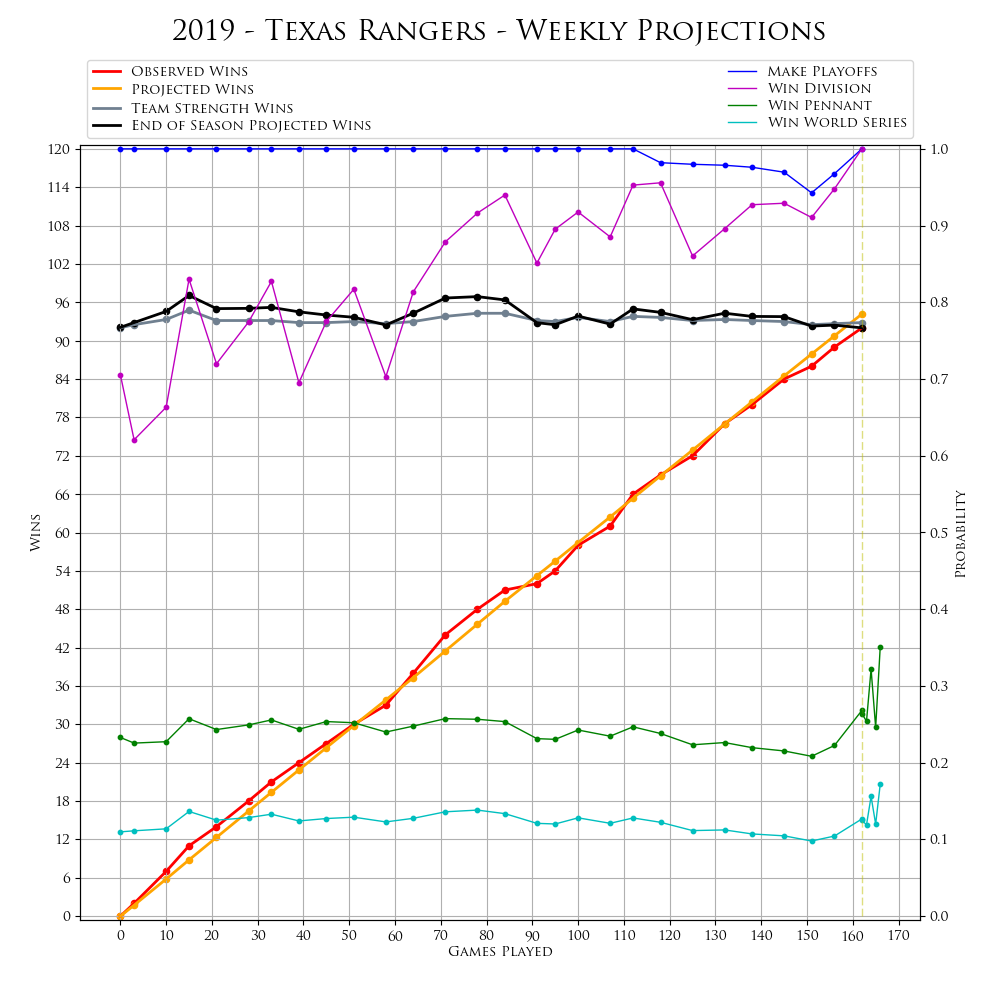 2019 - Texas Rangers - Weekly Projections
Observed Wins
Projected Wins
Team Strength Wins
End of Season Projected Wins
Make Playoffs
Win Division
Win Pennant
Win World Series
120
114
108
102
96
90
84
78
72
66
60
54
48
42
36
30
24
18
12
6
0
Wins
1.0
0.9
0.8
0.7
0.6
0.5
0.4
0.3
0.2
0.1
0.0
Probability
0 10 20 30 40 50 60 70 80 90 100 110 120 130 140 150 160 170
Games Played